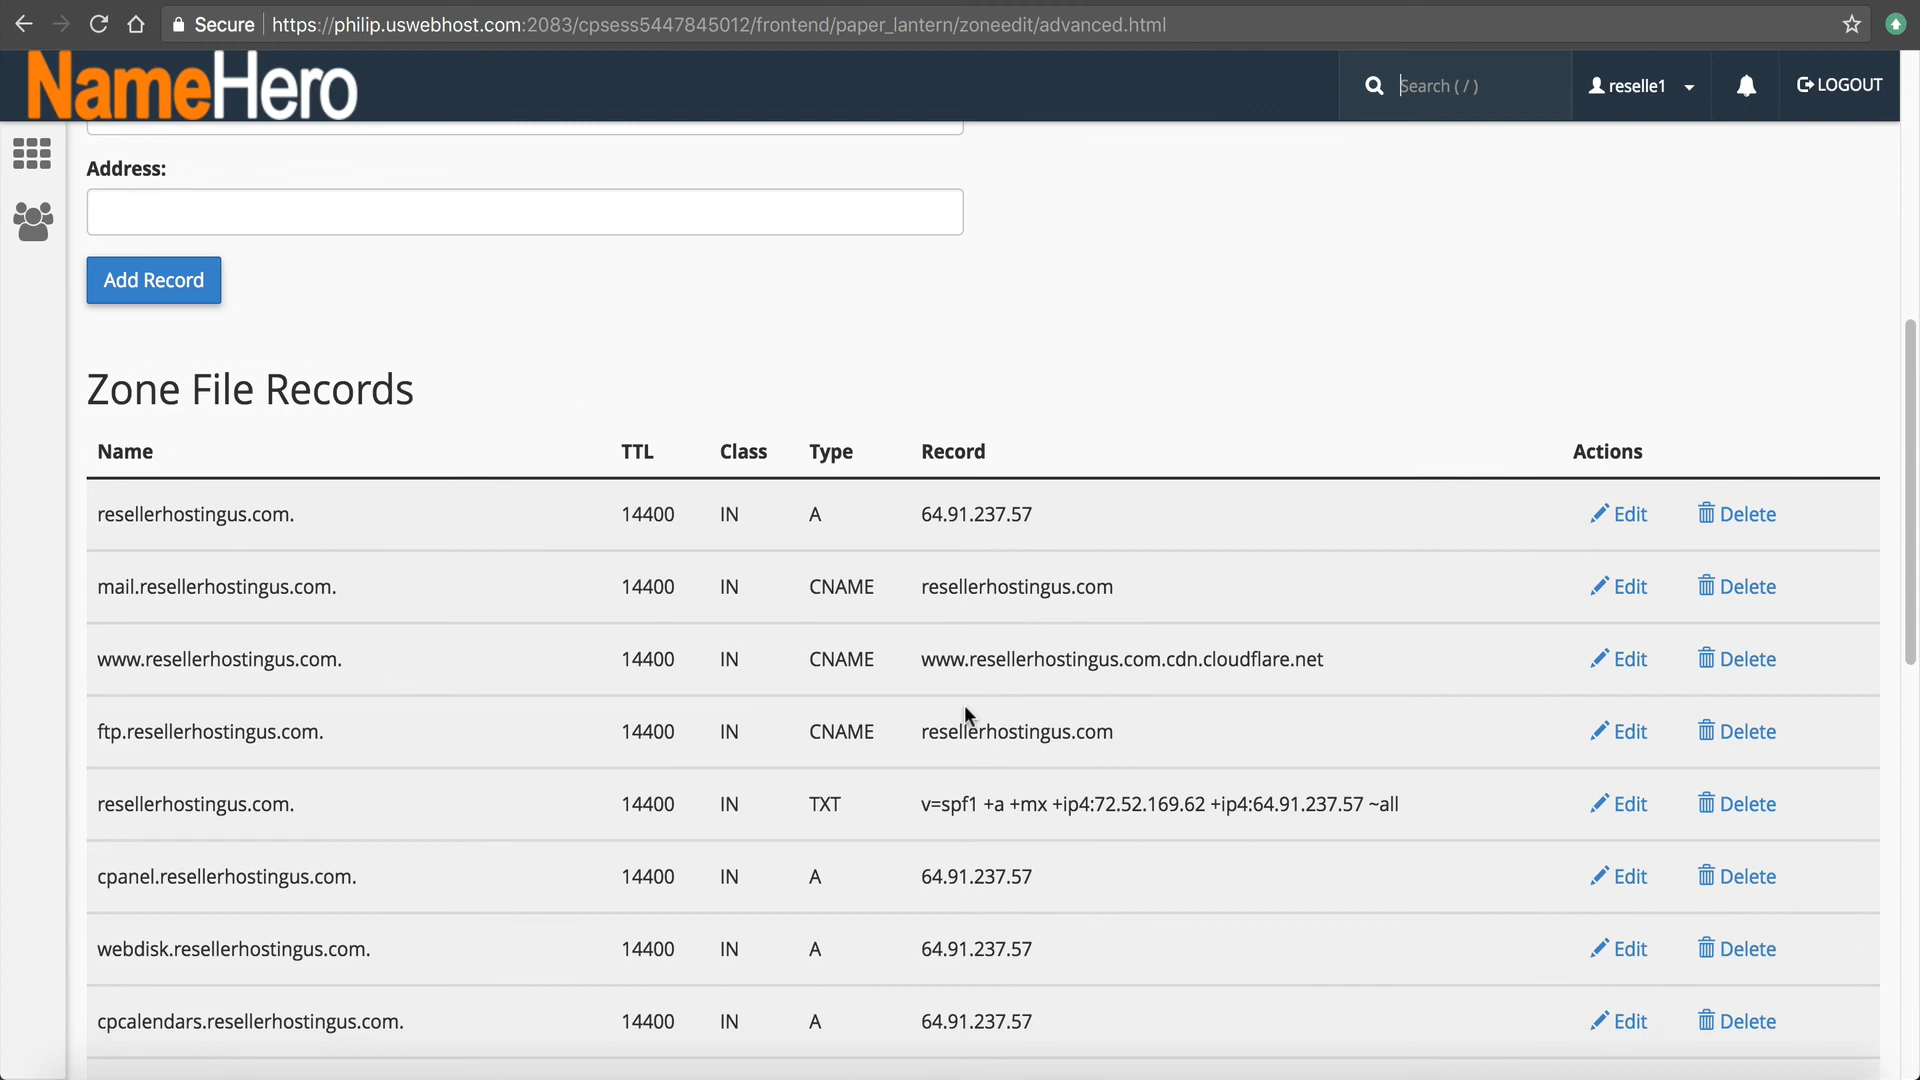 Secure https://philip.uswebhost.com:2083/cpsess5447845012/frontend/paper_lantern/zoneedit/advanced.html
NameHero Search ( / ) reselle1 LOGOUT
Address:
Add Record
Zone File Records
Name TTL Class Type Record Actions
resellerhostingus.com. 14400 IN A 64.91.237.57 Edit Delete
mail.resellerhostingus.com. 14400 IN CNAME resellerhostingus.com Edit Delete
www.resellerhostingus.com. 14400 IN CNAME www.resellerhostingus.com.cdn.cloudflare.net Edit Delete
ftp.resellerhostingus.com. 14400 IN CNAME resellerhostingus.com Edit Delete
resellerhostingus.com. 14400 IN TXT v=spf1 +a +mx +ip4:72.52.169.62 +ip4:64.91.237.57 ~all Edit Delete
cpanel.resellerhostingus.com. 14400 IN A 64.91.237.57 Edit Delete
webdisk.resellerhostingus.com. 14400 IN A 64.91.237.57 Edit Delete
cpcalendars.resellerhostingus.com. 14400 IN A 64.91.237.57 Edit Delete